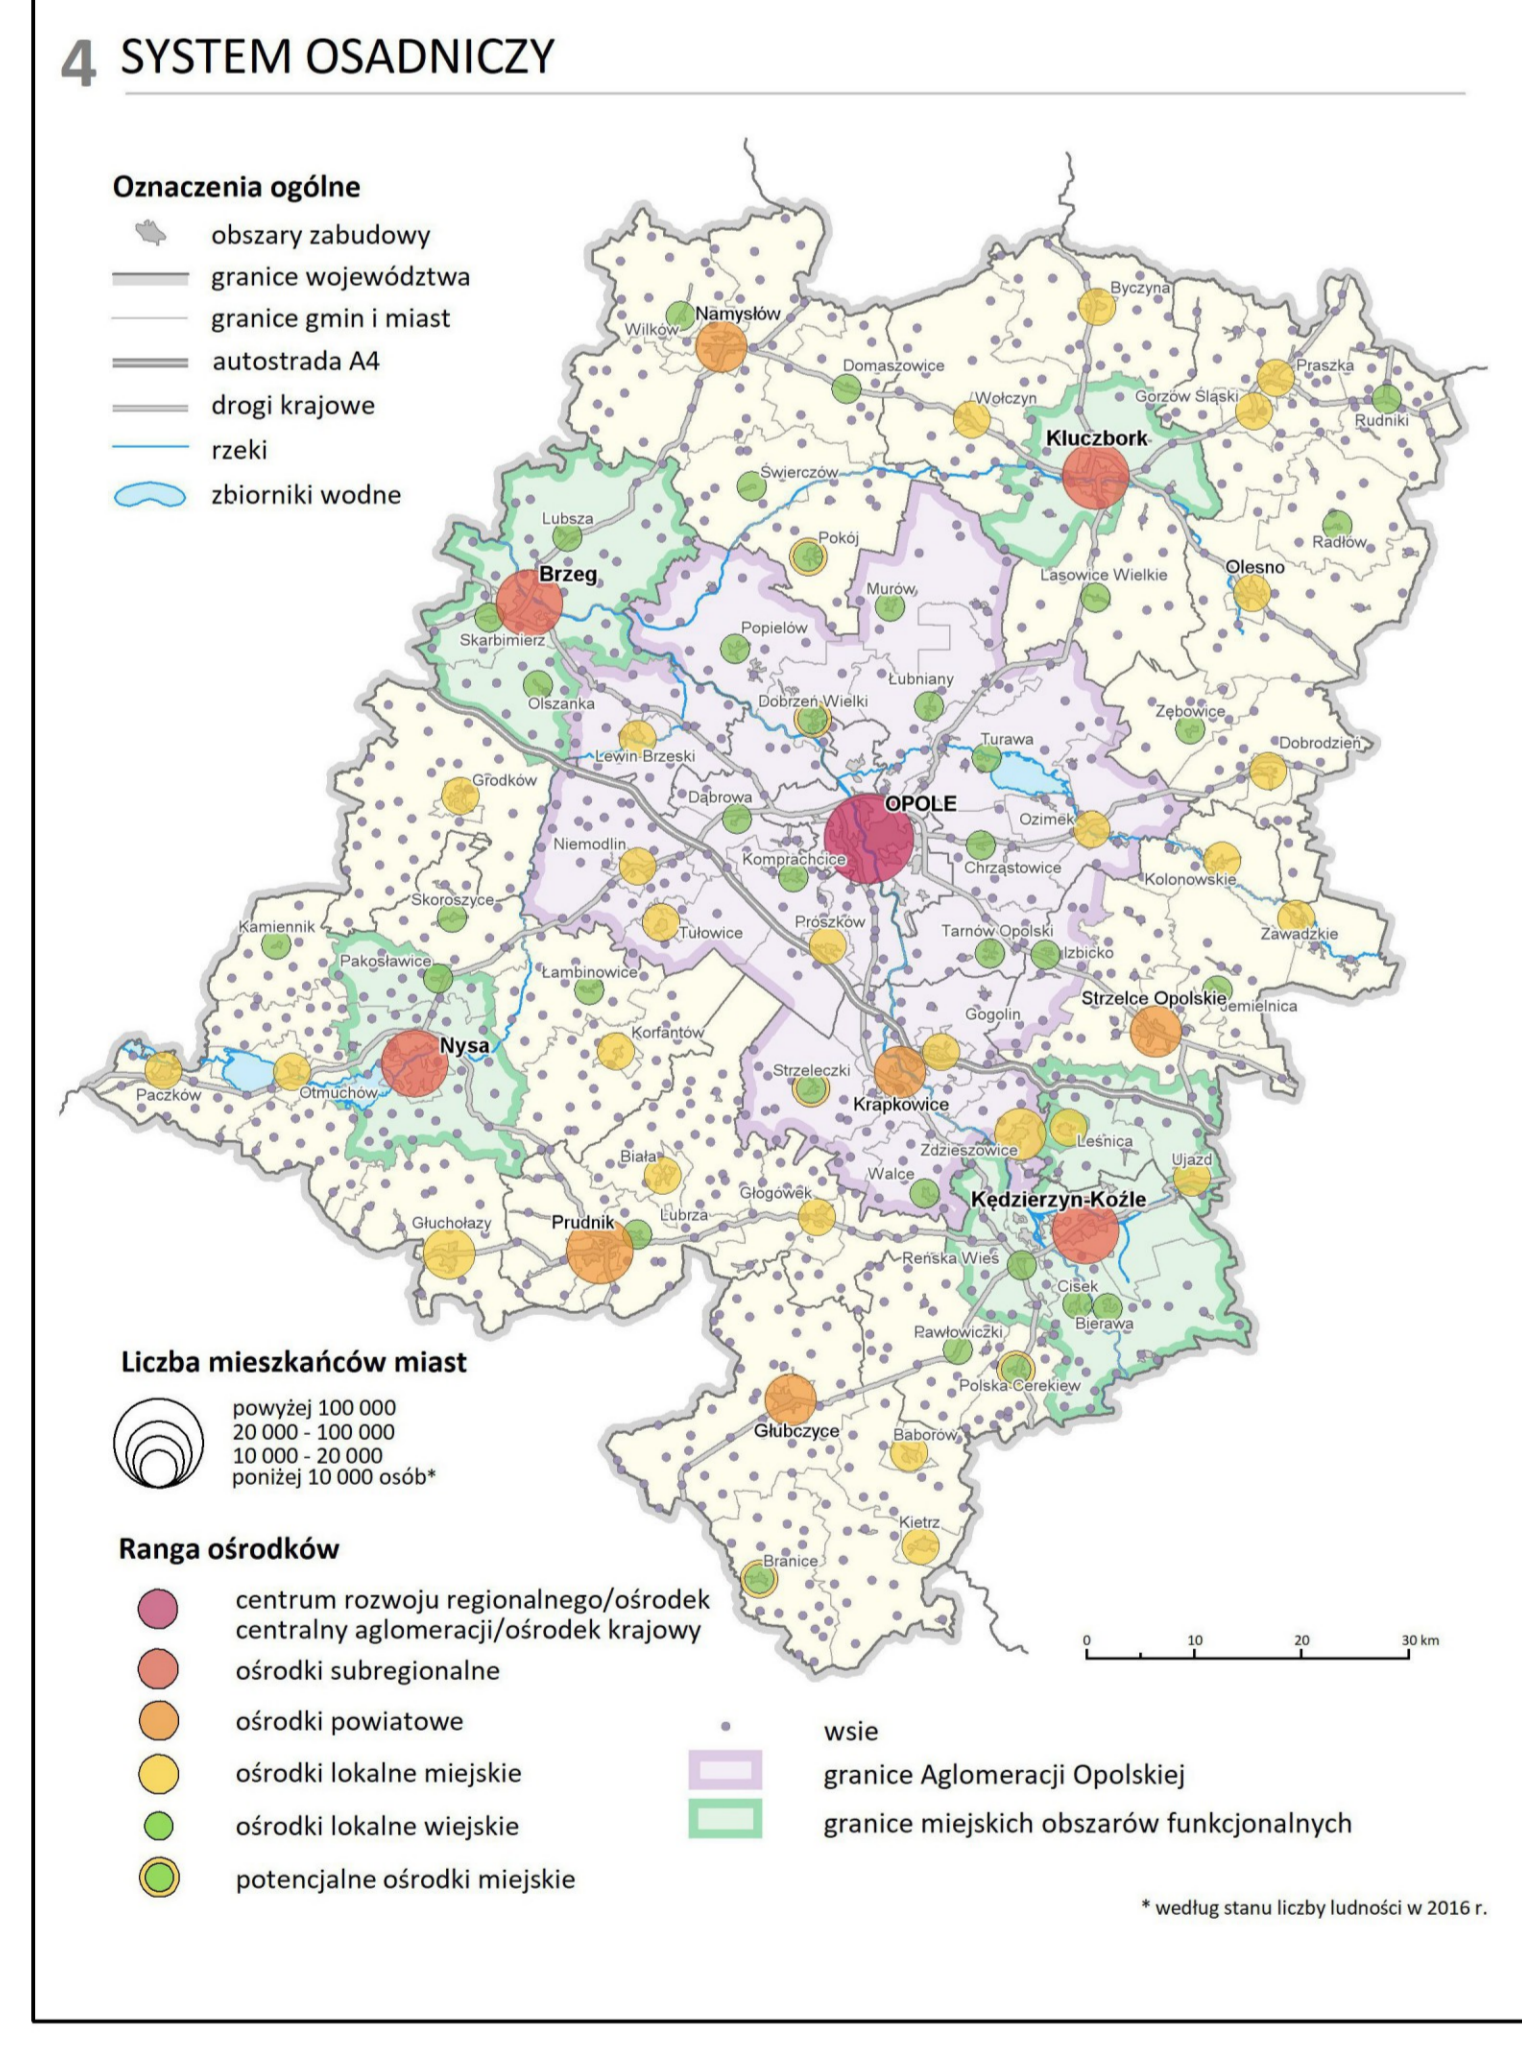 4 SYSTEM OSADNICZY
Oznaczenia ogólne
obszary zabudowy
granice województwa
granice gmin i miast
autostrada A4
drogi krajowe
rzeki
zbiorniki wodne
Byczyna
Namysłów
Wilków
Domaszowice
Praszka
Wołczyn
Gorzów Śląski
Rudniki
Kluczbork
Świerczów
Lubsza
Pokój
Radłów
Brzeg
Lasowice Wielkie
Olesno
Murów
Skarbimierz
Popielów
Olszanka
Łubniany
Dobrzeń Wielki
Zębowice
Turawa
Dobrodzień
Lewin Brzeski
Grodków
Dąbrowa
OPOLE
Ozimek
Niemodlin
Komprachcice
Chrząstowice
Kolonowskie
Skoroszyce
Kamiennik
Prószków
Tułowice
Tarnów Opolski
Izbicko
Zawadzkie
Pakosławice
Łambinowice
Strzelce Opolskie
Jemielnica
Gogolin
Korfantów
Nysa
Strzeleczki
Paczków
Otmuchów
Krapkowice
Leśnica
Zdzieszowice
Biała
Ujazd
Walce
Głogówek
Kędzierzyn-Koźle
Głuchołazy
Prudnik
Lubrza
Reńska Wieś
Cisek
Bierawa
Pawłowiczki
Polska Cerekiew
Głubczyce
Baborów
Kietrz
Branice
Liczba mieszkańców miast
powyżej 100 000
20 000 - 100 000
10 000 - 20 000
poniżej 10 000 osób*
Ranga ośrodków
centrum rozwoju regionalnego/ośrodek
centralny aglomeracji/ośrodek krajowy
ośrodki subregionalne
ośrodki powiatowe
ośrodki lokalne miejskie
ośrodki lokalne wiejskie
potencjalne ośrodki miejskie
0 10 20 30 km
wsie
granice Aglomeracji Opolskiej
granice miejskich obszarów funkcjonalnych
* według stanu liczby ludności w 2016 r.